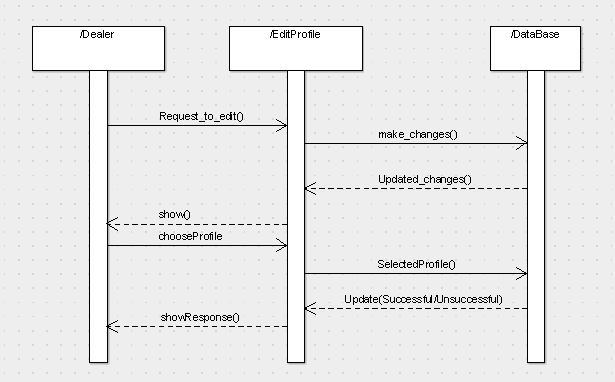 /Dealer
/EditProfile
/DataBase
Request_to_edit()
make_changes()
Updated_changes()
show()
chooseProfile
SelectedProfile()
Update(Successful/Unsuccessful)
showResponse()